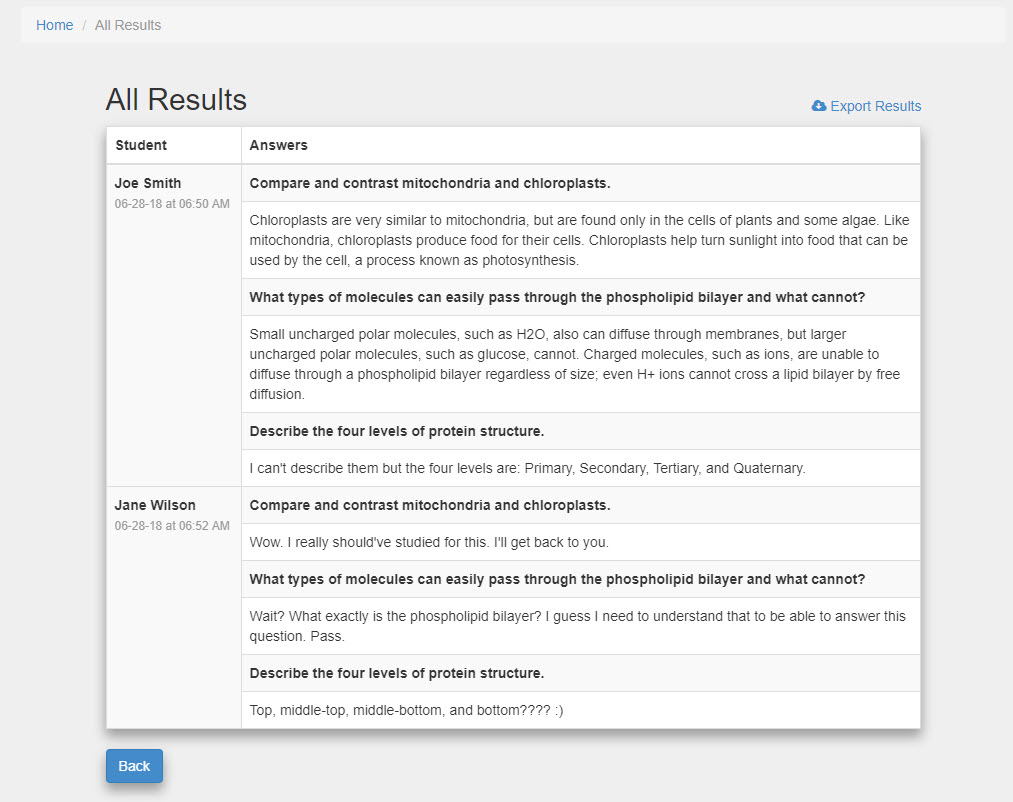 Home / All Results
All Results
Export Results
Student Answers
Joe Smith
06-28-18 at 06:50 AM
Compare and contrast mitochondria and chloroplasts.
Chloroplasts are very similar to mitochondria, but are found only in the cells of plants and some algae. Like
mitochondria, chloroplasts produce food for their cells. Chloroplasts help turn sunlight into food that can be
used by the cell, a process known as photosynthesis.
What types of molecules can easily pass through the phospholipid bilayer and what cannot?
Small uncharged polar molecules, such as H2O, also can diffuse through membranes, but larger
uncharged polar molecules, such as glucose, cannot. Charged molecules, such as ions, are unable to
diffuse through a phospholipid bilayer regardless of size; even H+ ions cannot cross a lipid bilayer by free
diffusion.
Describe the four levels of protein structure.
I can't describe them but the four levels are: Primary, Secondary, Tertiary, and Quaternary.
Jane Wilson
06-28-18 at 06:52 AM
Compare and contrast mitochondria and chloroplasts.
Wow. I really should've studied for this. I'll get back to you.
What types of molecules can easily pass through the phospholipid bilayer and what cannot?
Wait? What exactly is the phospholipid bilayer? I guess I need to understand that to be able to answer this
question. Pass.
Describe the four levels of protein structure.
Top, middle-top, middle-bottom, and bottom???? :)
Back